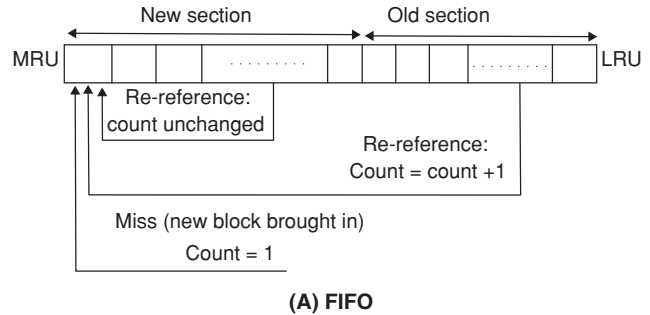 New section Old section
MRU . . . . . . . . . . . . . . . . . . LRU
Re-reference:
count unchanged
Re-reference:
Count = count +1
Miss (new block brought in)
Count = 1
(A) FIFO